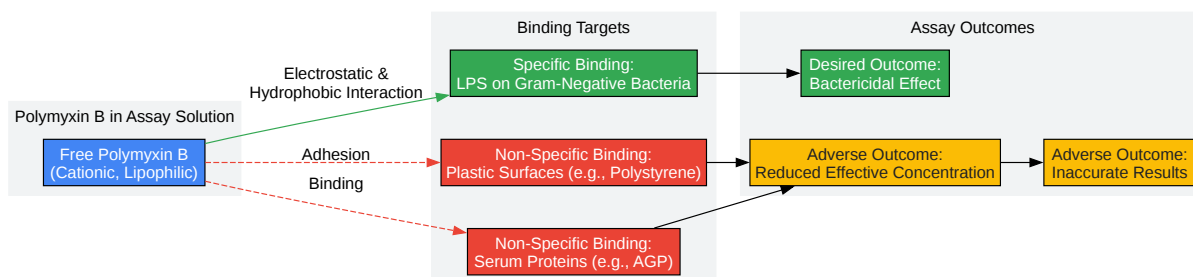 Binding Targets
Assay Outcomes
Polymyxin B in Assay Solution
Free Polymyxin B
(Cationic, Lipophilic)
Electrostatic &
Hydrophobic Interaction
Adhesion
Binding
Specific Binding:
LPS on Gram-Negative Bacteria
Non-Specific Binding:
Plastic Surfaces (e.g., Polystyrene)
Non-Specific Binding:
Serum Proteins (e.g., AGP)
Desired Outcome:
Bactericidal Effect
Adverse Outcome:
Reduced Effective Concentration
Adverse Outcome:
Inaccurate Results